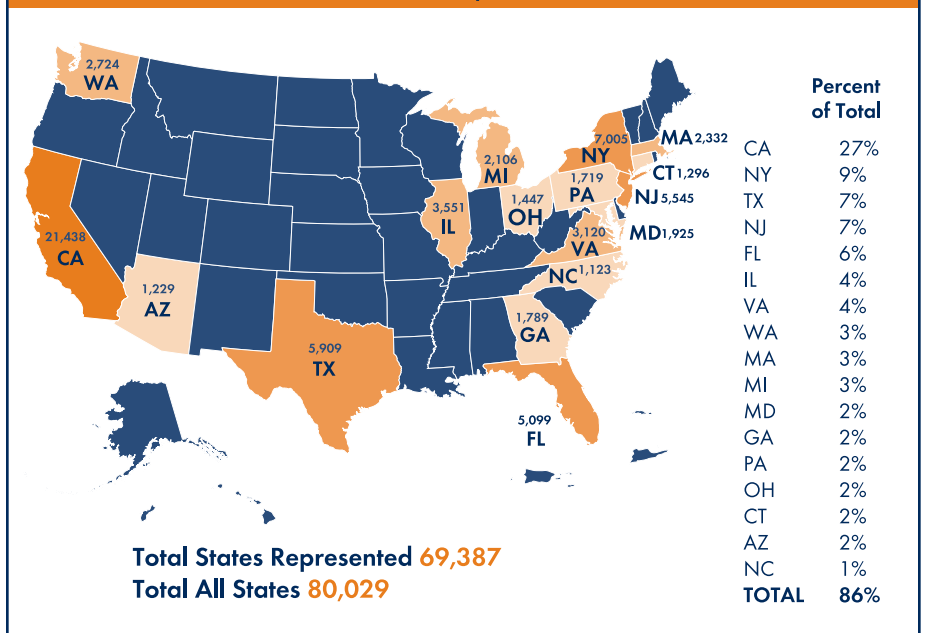 2,724
WA
7,005
NY
MA 2,332
2,106
MI
CT 1,296
1,719
PA
NJ 5,545
1,447
OH
3,551
IL
MD 1,925
3,120
VA
21,438
CA
NC 1,123
1,229
AZ
1,789
GA
5,909
TX
5,099
FL
Total States Represented 69,387
Total All States 80,029
Percent
of Total
CA 27%
NY 9%
TX 7%
NJ 7%
FL 6%
IL 4%
VA 4%
WA 3%
MA 3%
MI 3%
MD 2%
GA 2%
PA 2%
OH 2%
CT 2%
AZ 2%
NC 1%
TOTAL 86%